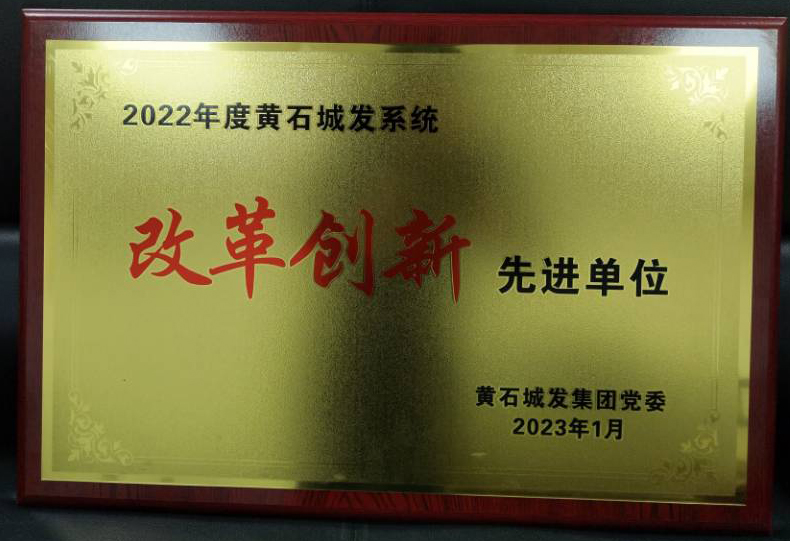 2022年度黄石城发系统
改革创新 先进单位
黄石城发集团党委
2023年1月